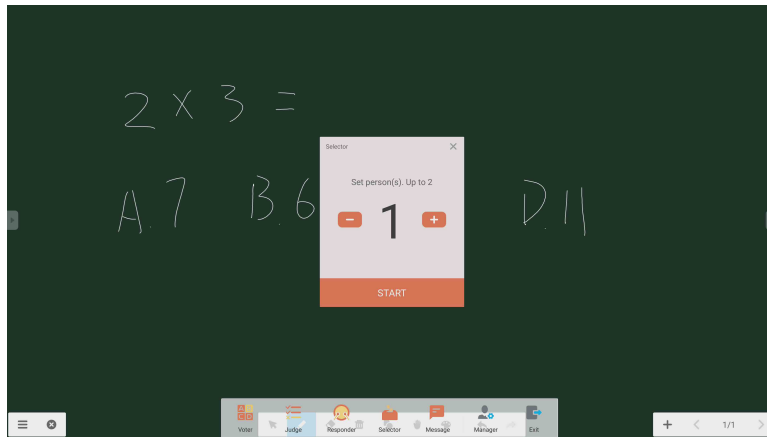 2 × 3 =
Selector
Set person(s). Up to 2
A.7 B.6 D.11
1
START
Voter Judge Responder Selector Message Manager Exit
1/1